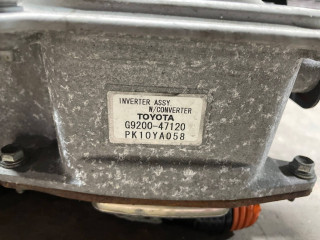 INVERTER ASSY
W/CONVERTER
TOYOTA
G9200-47120
PK10YA058